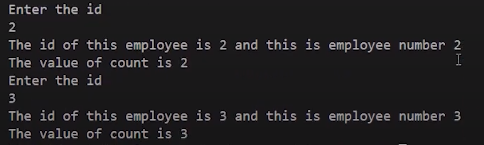 Enter the id
2
The id of this employee is 2 and this is employee number 2
The value of count is 2
Enter the id
3
The id of this employee is 3 and this is employee number 3
The value of count is 3